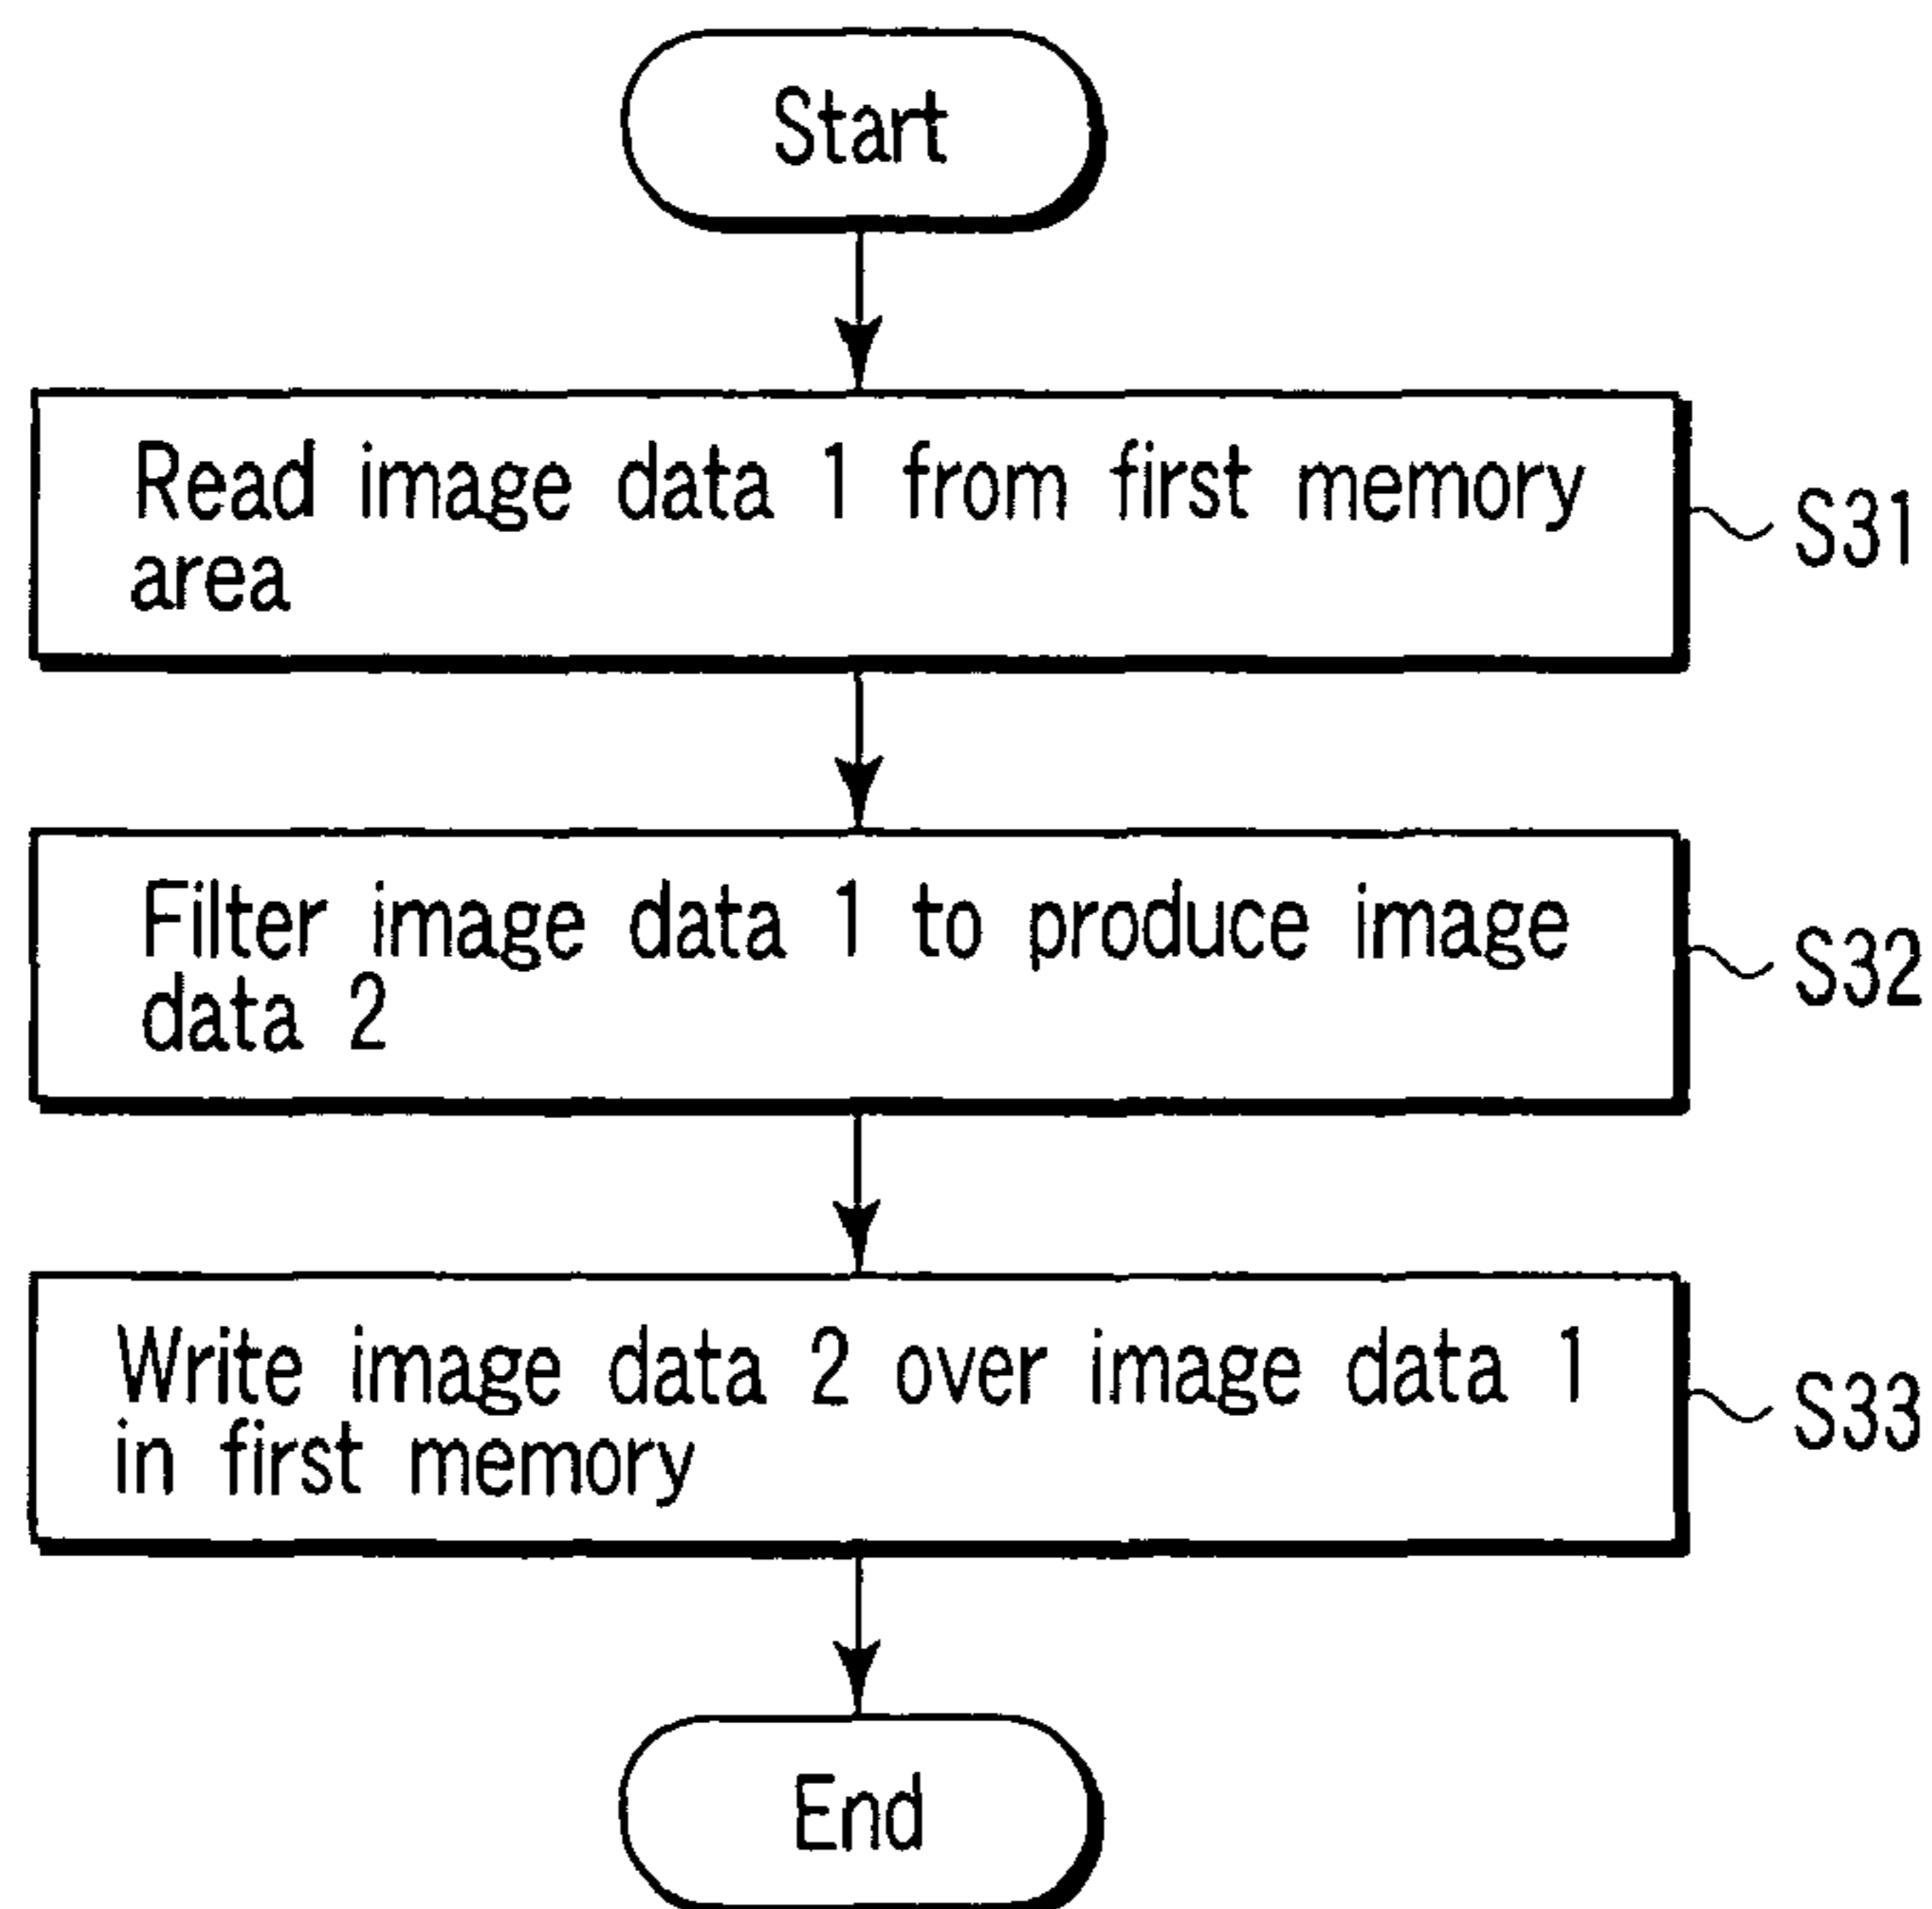 Start
Read image data 1 from first memory
area
S31
Filter image data 1 to produce image
data 2
S32
Write image data 2 over image data 1
in first memory
S33
End